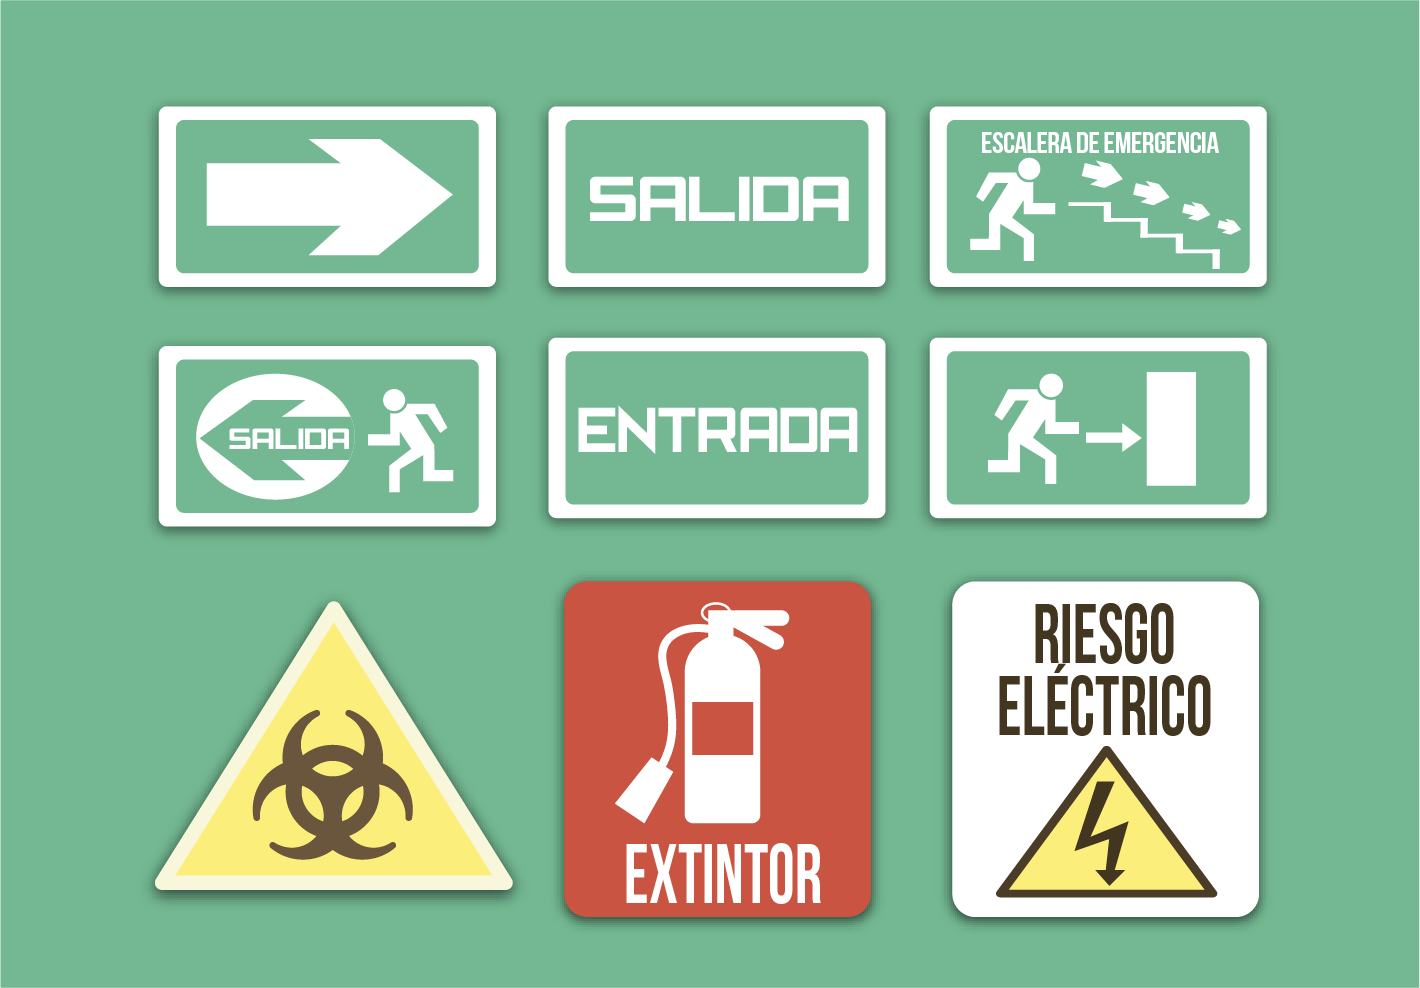 SALIDA
ESCALERA DE EMERGENCIA
SALIDA
ENTRADA
EXTINTOR
RIESGO
ELÉCTRICO